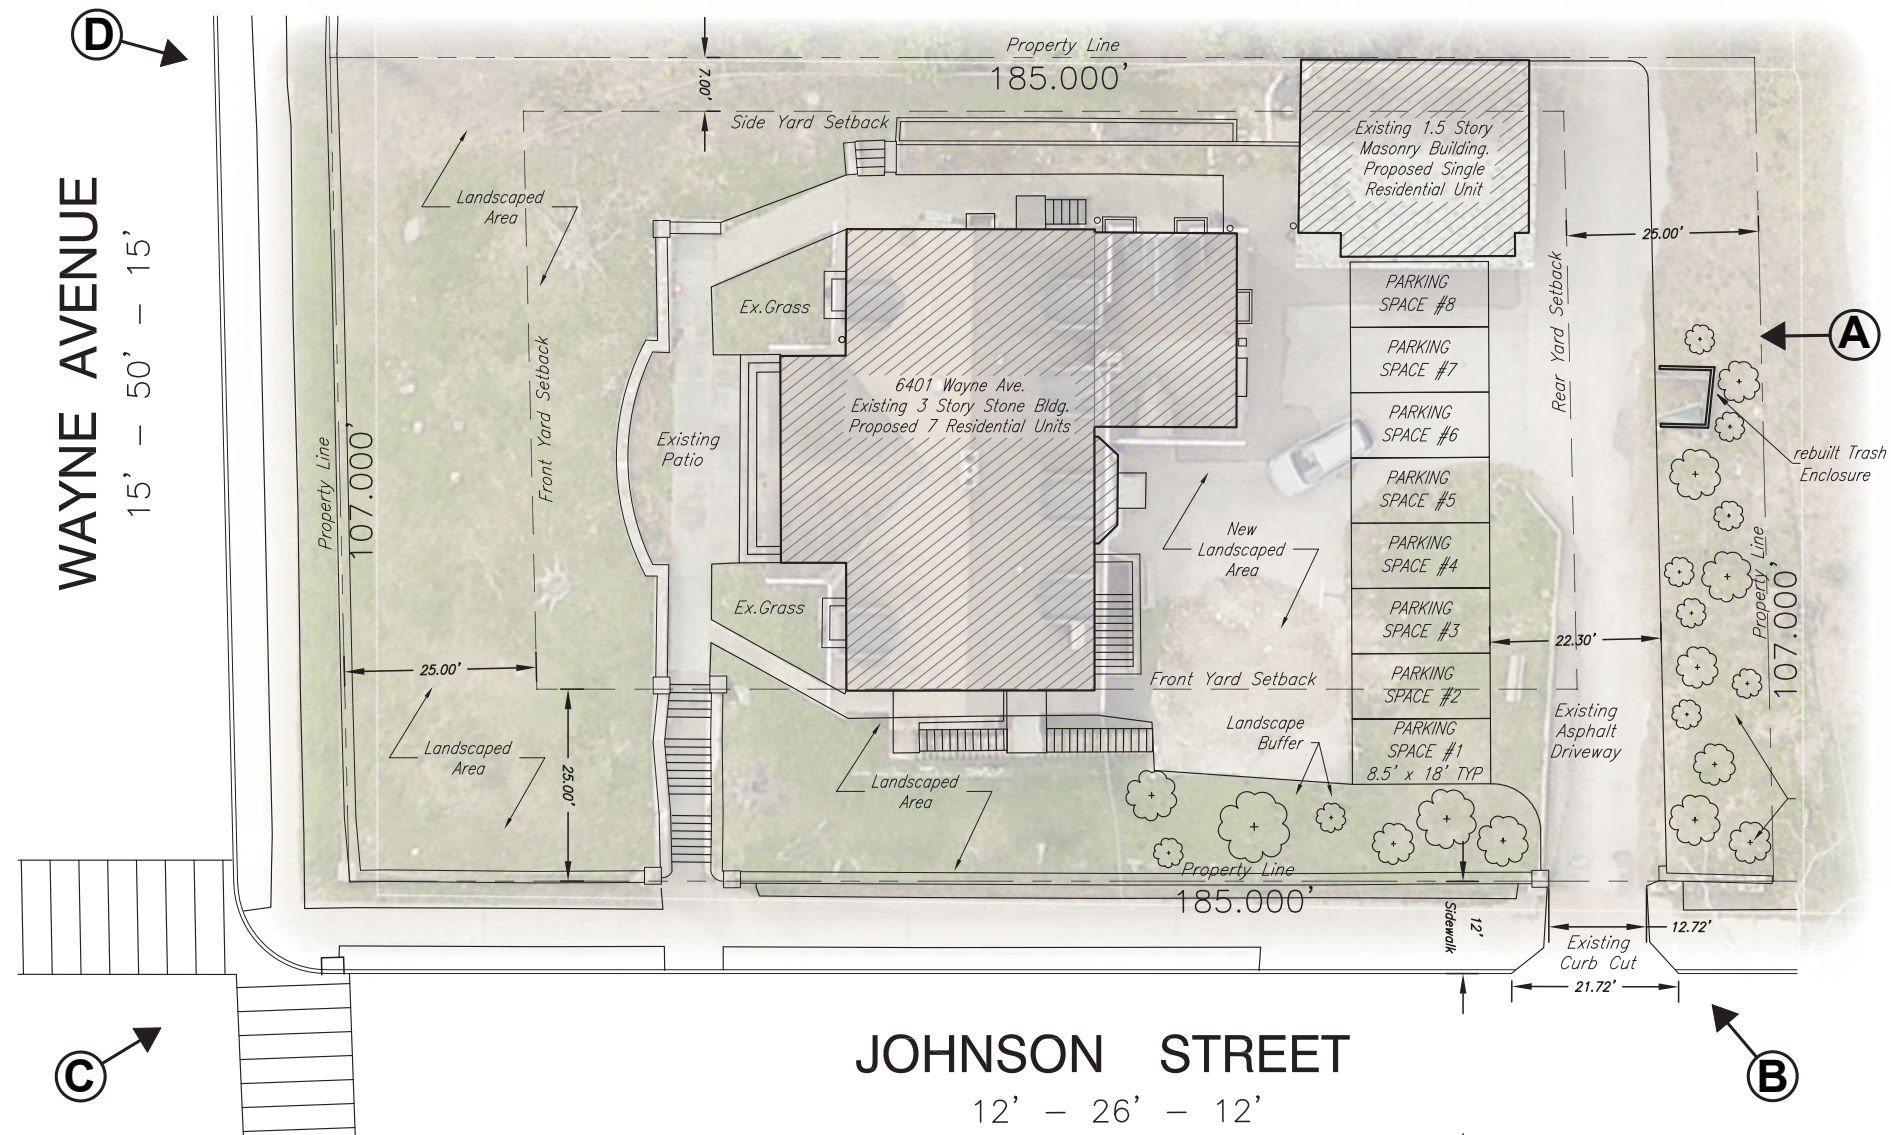 D
Property Line
185.000'
7.00'
Side Yard Setback
Existing 1.5 Story
Masonry Building.
Proposed Single
Residential Unit
Landscaped
Area
25.00'
WAYNE AVENUE
15' – 50' – 15'
Ex.Grass
PARKING
SPACE #8
Rear Yard Setback
A
Front Yard Setback
PARKING
SPACE #7
6401 Wayne Ave.
Existing 3 Story Stone Bldg.
Proposed 7 Residential Units
PARKING
SPACE #6
Existing
Patio
Property Line
107.000'
rebuilt Trash
Enclosure
PARKING
SPACE #5
New
Landscaped
Area
PARKING
SPACE #4
Property Line
107.000'
Ex.Grass
PARKING
SPACE #3
22.30'
25.00'
Front Yard Setback
PARKING
SPACE #2
Landscape
Buffer
Existing
Asphalt
Driveway
PARKING
SPACE #1
8.5' x 18' TYP
Landscaped
Area
25.00'
Landscaped
Area
Property Line
185.000'
12'
Sidewalk
12.72'
Existing
Curb Cut
21.72'
JOHNSON STREET
12' – 26' – 12'
C
B